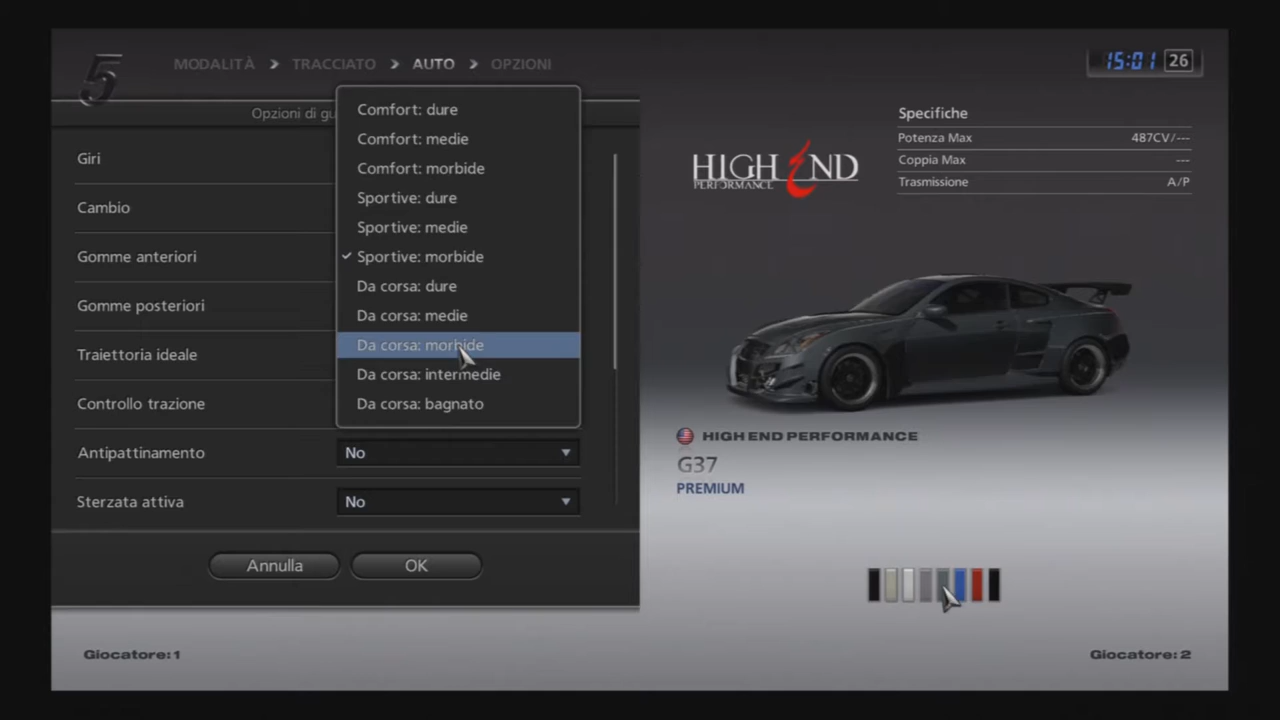 5
MODALITÀ > TRACCIATO > AUTO > OPZIONI
15:01 26
Opzioni di gu
Giri
Cambio
Gomme anteriori
Gomme posteriori
Traiettoria ideale
Controllo trazione
Antipattinamento
No
Sterzata attiva
No
Comfort: dure
Comfort: medie
Comfort: morbide
Sportive: dure
Sportive: medie
✓ Sportive: morbide
Da corsa: dure
Da corsa: medie
Da corsa: morbide
Da corsa: intermedie
Da corsa: bagnato
Annulla
OK
Giocatore: 1
HIGH END
PERFORMANCE
Specifiche
Potenza Max 487CV/---
Coppia Max ---
Trasmissione A/P
HIGH END PERFORMANCE
G37
PREMIUM
Giocatore: 2